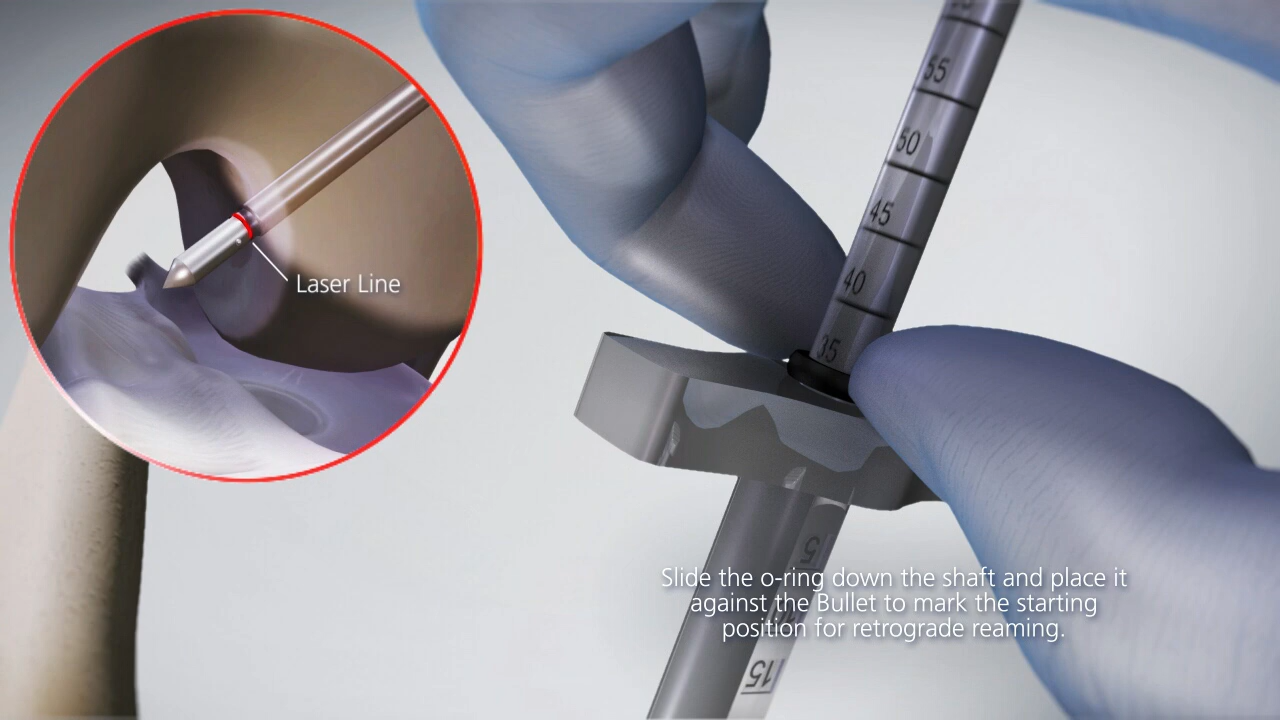 Laser Line
55
50
45
40
35
5
15
Slide the o-ring down the shaft and place it
against the Bullet to mark the starting
position for retrograde reaming.